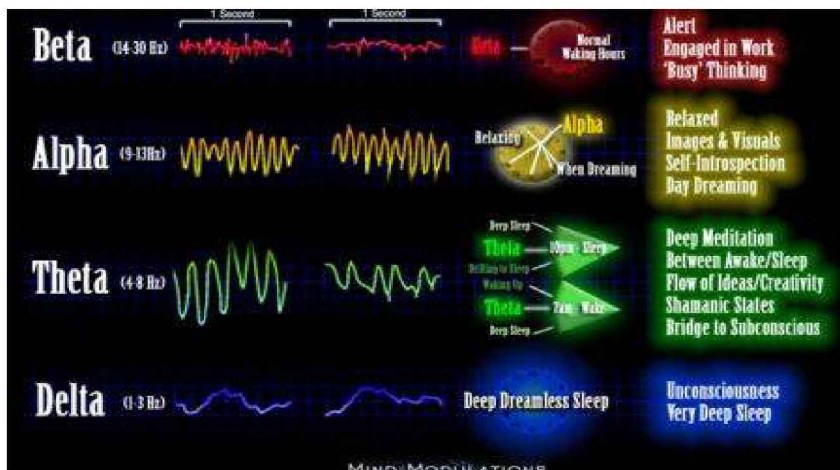 1 Second
1 Second
Beta
(14-30 Hz)
Beta
Normal
Waking Hours
Alert
Engaged in Work
'Busy' Thinking
Alpha
(9-13Hz)
Relaxing
Alpha
When Dreaming
Relaxed
Images & Visuals
Self-Introspection
Day Dreaming
Theta
(4-8 Hz)
Deep Sleep
Theta
10pm - Sleep
Drifting to Sleep
Waking Up
Theta
7am - Wake
Deep Sleep
Deep Meditation
Between Awake/Sleep
Flow of Ideas/Creativity
Shamanic States
Bridge to Subconscious
Delta
(1-3 Hz)
Deep Dreamless Sleep
Unconsciousness
Very Deep Sleep
MIND MODULATIONS